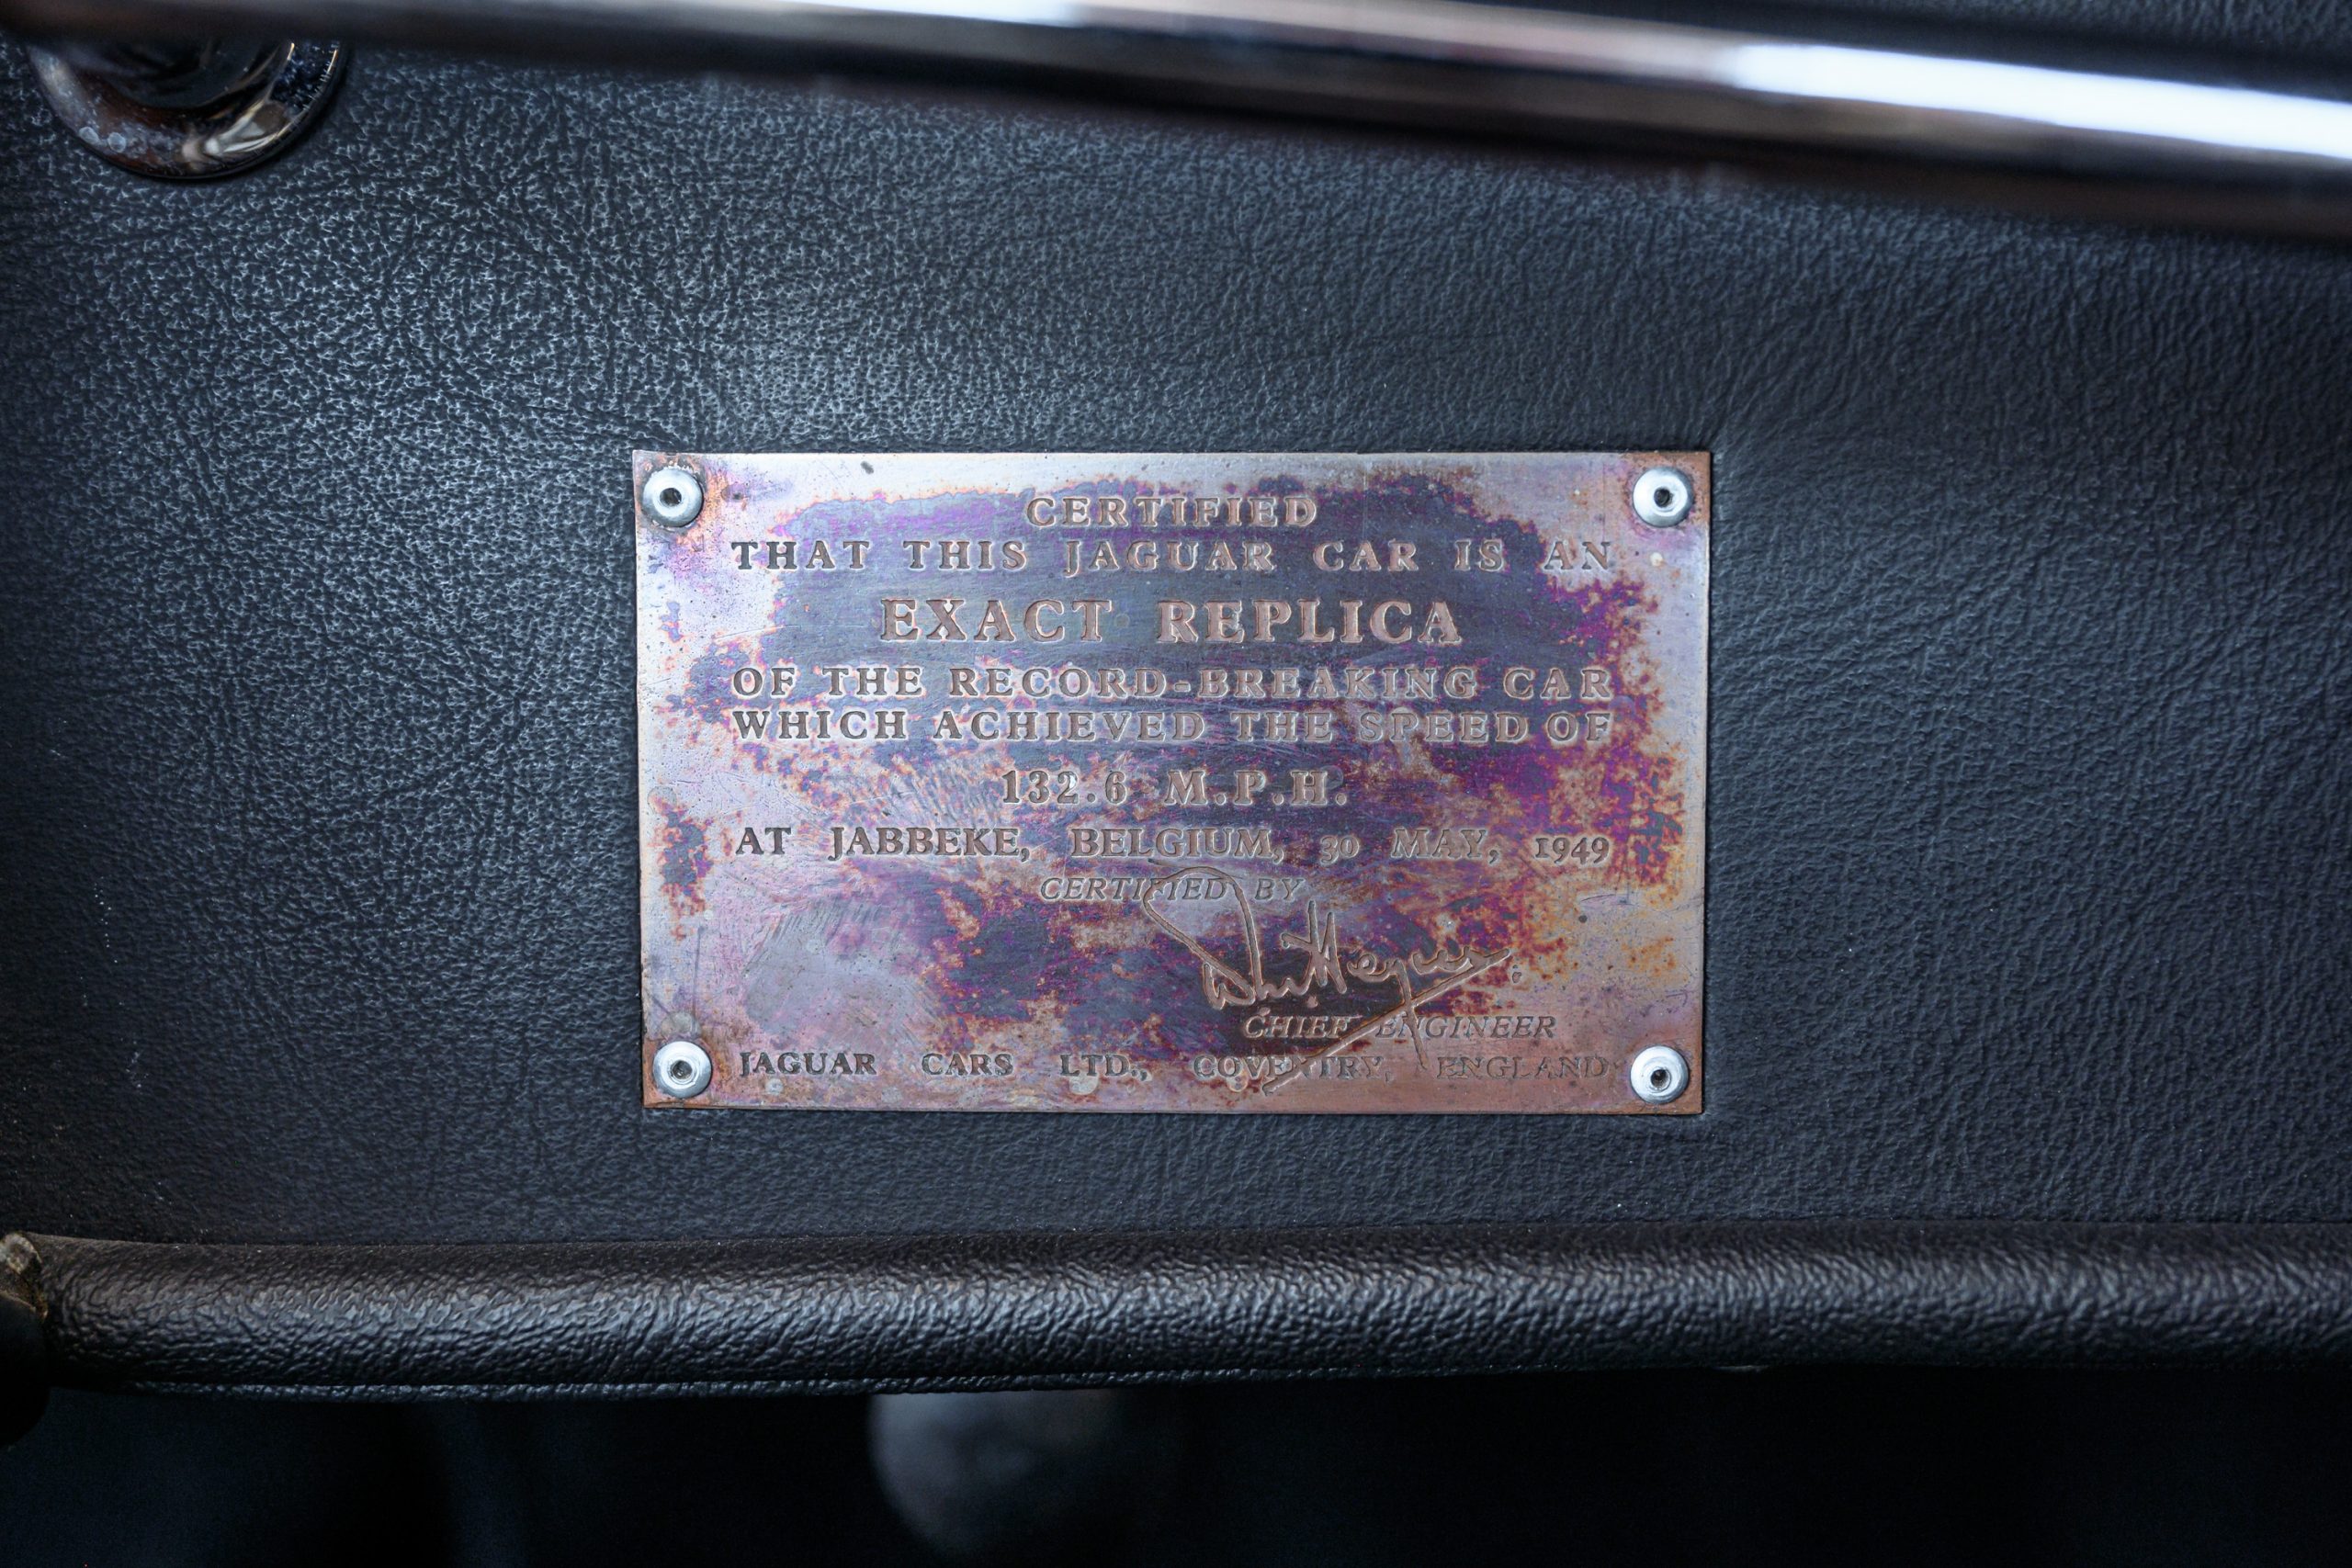 CERTIFIED
THAT THIS JAGUAR CAR IS AN
EXACT REPLICA
OF THE RECORD-BREAKING CAR
WHICH ACHIEVED THE SPEED OF
132.6 M.P.H.
AT JABBEKE, BELGIUM, 30 MAY, 1949
CERTIFIED BY
CHIEF ENGINEER
JAGUAR CARS LTD., COVENTRY, ENGLAND